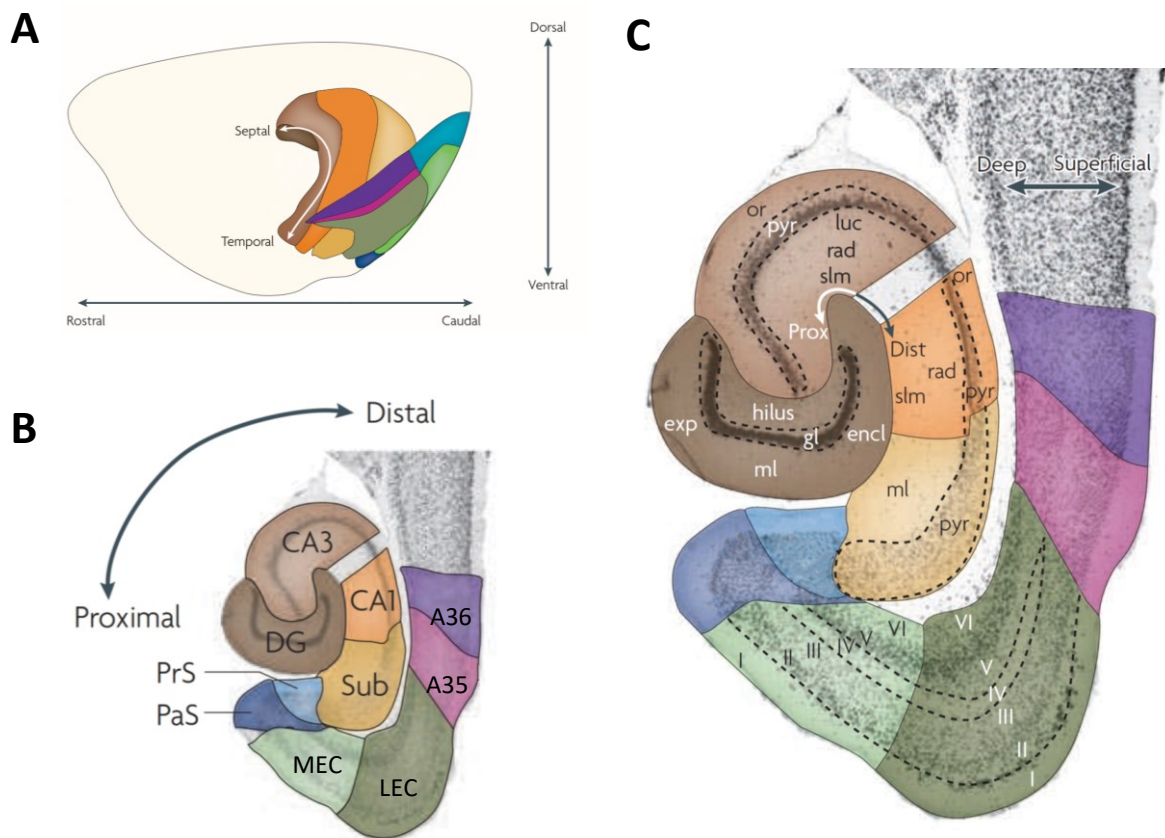 A
Dorsal
Septal
Temporal
Ventral
Rostral
Caudal
B
Distal
Proximal
CA3
CA1
DG
A36
PrS
Sub
A35
PaS
MEC
LEC
C
Deep
Superficial
or
pyr
luc
rad
slm
or
Prox
Dist
rad
slm
pyr
hilus
exp
gl
encl
ml
ml
pyr
I
II
III
IV
V
VI
VI
V
IV
III
II
I